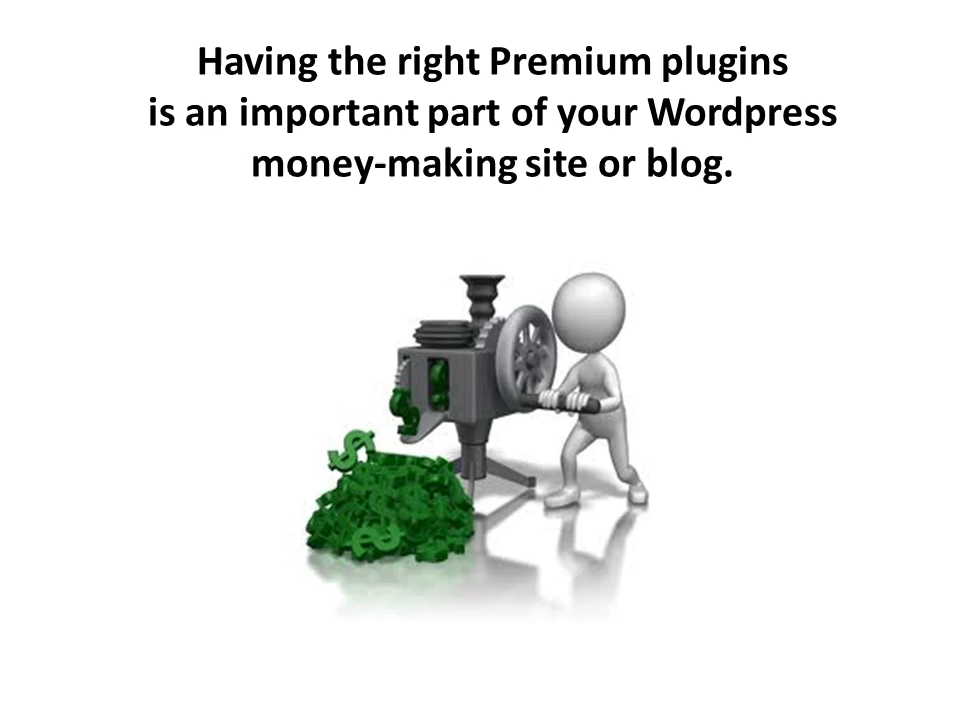 Having the right Premium plugins
is an important part of your Wordpress
money-making site or blog.